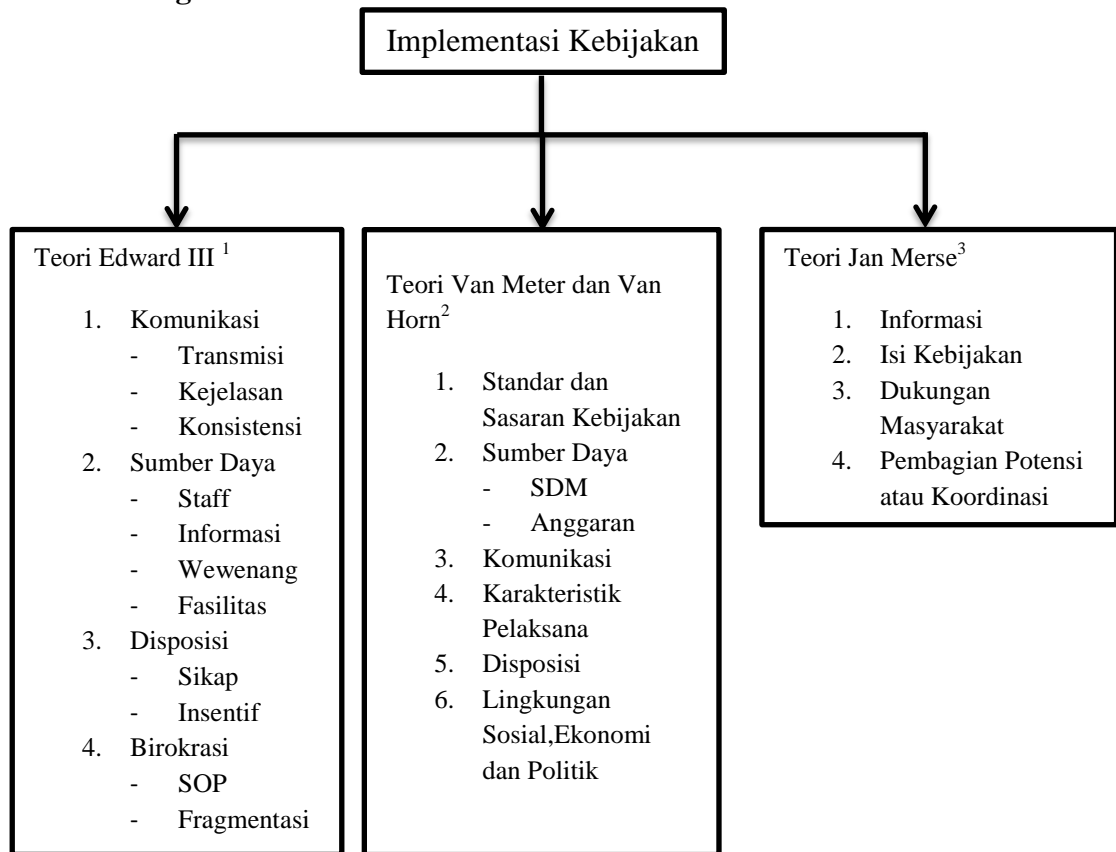 Implementasi Kebijakan
Teori Edward III 1
1. Komunikasi
- Transmisi
- Kejelasan
- Konsistensi
2. Sumber Daya
- Staff
- Informasi
- Wewenang
- Fasilitas
3. Disposisi
- Sikap
- Insentif
4. Birokrasi
- SOP
- Fragmentasi
Teori Van Meter dan Van
Horn2
1. Standar dan
Sasaran Kebijakan
2. Sumber Daya
- SDM
- Anggaran
3. Komunikasi
4. Karakteristik
Pelaksana
5. Disposisi
6. Lingkungan
Sosial,Ekonomi
dan Politik
Teori Jan Merse3
1. Informasi
2. Isi Kebijakan
3. Dukungan
Masyarakat
4. Pembagian Potensi
atau Koordinasi